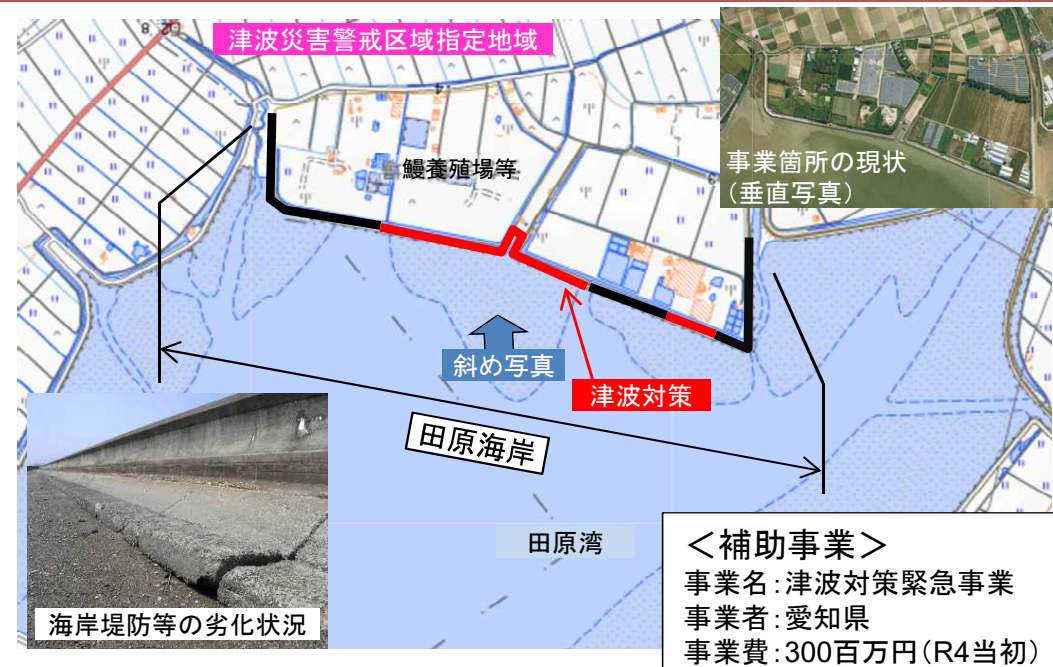 津波災害警戒区域指定地域
事業箇所の現状
(垂直写真)
鰻養殖場等
斜め写真
津波対策
田原海岸
田原湾
海岸堤防等の劣化状況
＜補助事業＞
事業名:津波対策緊急事業
事業者:愛知県
事業費:300百万円(R4当初)